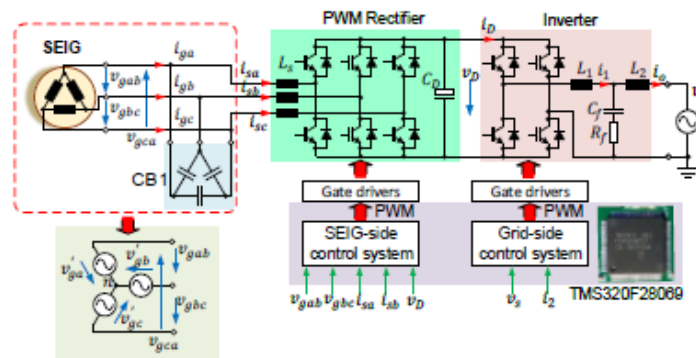 PWM Rectifier
Inverter
SEIG
i_ga
i_gb
i_gc
v_gab
v_gbc
v_gca
i_sa
i_sb
i_sc
L_s
C_D
i_D
v_D
L_1
i_1
L_2
i_o
C_f
R_f
CB1
Gate drivers
Gate drivers
PWM
PWM
SEIG-side
control system
Grid-side
control system
TMS320F28069
v_gab
v_gbc
i_sa
i_sb
v_D
v_s
i_2
v'_ga
v'_gb
v'_gc
n
v_gab
v_gbc
v_gca